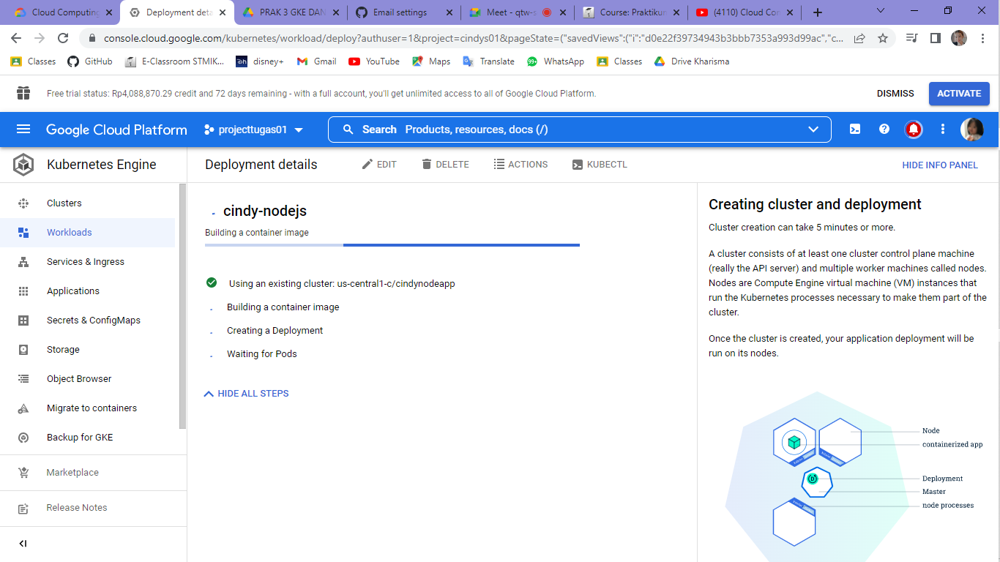 Cloud Computing
Deployment deta
PRAK 3 GKE DAN
Email settings
Meet - qtw-s
Course: Praktikum
(4110) Cloud Com
console.cloud.google.com/kubernetes/workload/deploy?authuser=1&project=cindys01&pageState=("savedViews":("i":"d0e22f39734943b3bbb7353a993d99ac","c...
Classes
GitHub
E-Classroom STMIK...
disney+
Gmail
YouTube
Maps
Translate
99+
WhatsApp
Classes
Drive Kharisma
Free trial status: Rp4,088,870.29 credit and 72 days remaining - with a full account, you'll get unlimited access to all of Google Cloud Platform.
DISMISS
ACTIVATE
Google Cloud Platform
projecttugas01
Search Products, resources, docs (/)
Kubernetes Engine
Deployment details
EDIT
DELETE
ACTIONS
KUBECTL
HIDE INFO PANEL
Clusters
Workloads
Services & Ingress
Applications
Secrets & ConfigMaps
Storage
Object Browser
Migrate to containers
Backup for GKE
Marketplace
Release Notes
cindy-nodejs
Building a container image
Using an existing cluster: us-central1-c/cindynodeapp
Building a container image
Creating a Deployment
Waiting for Pods
HIDE ALL STEPS
Creating cluster and deployment
Cluster creation can take 5 minutes or more.
A cluster consists of at least one cluster control plane machine
(really the API server) and multiple worker machines called nodes.
Nodes are Compute Engine virtual machine (VM) instances that
run the Kubernetes processes necessary to make them part of the
cluster.
Once the cluster is created, your application deployment will be
run on its nodes.
Node
containerized app
Deployment
Master
node processes